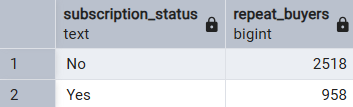 subscription_status repeat_buyers
text bigint
1 No 2518
2 Yes 958